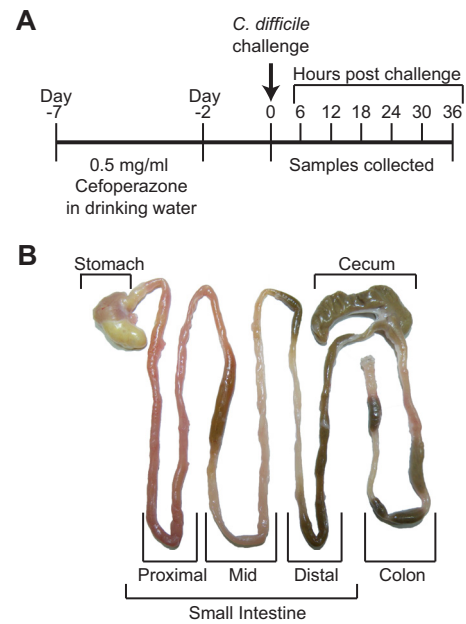 A
C. difficile
challenge
Hours post challenge
Day
-7
Day
-2
0 6 12 18 24 30 36
0.5 mg/ml
Cefoperazone
in drinking water
Samples collected
B
Stomach
Cecum
Proximal Mid Distal Colon
Small Intestine